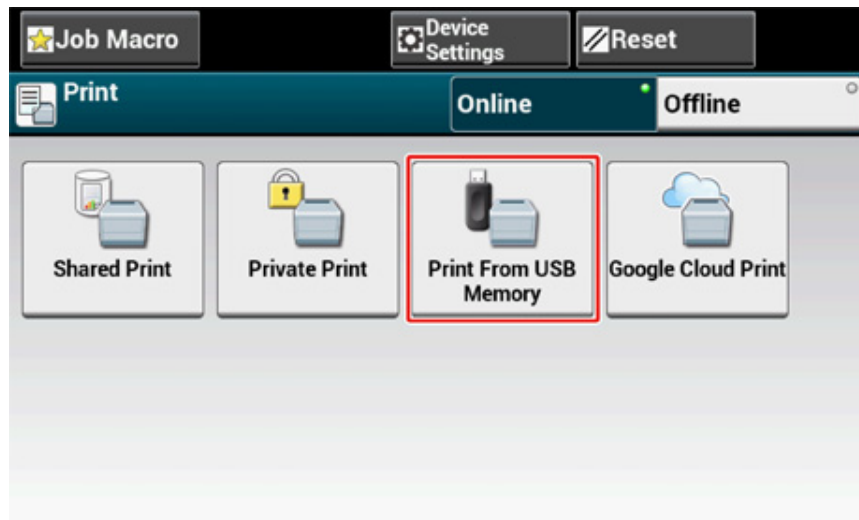 Job Macro
Device
Settings
Reset
Print
Online
Offline
Shared Print
Private Print
Print From USB
Memory
Google Cloud Print